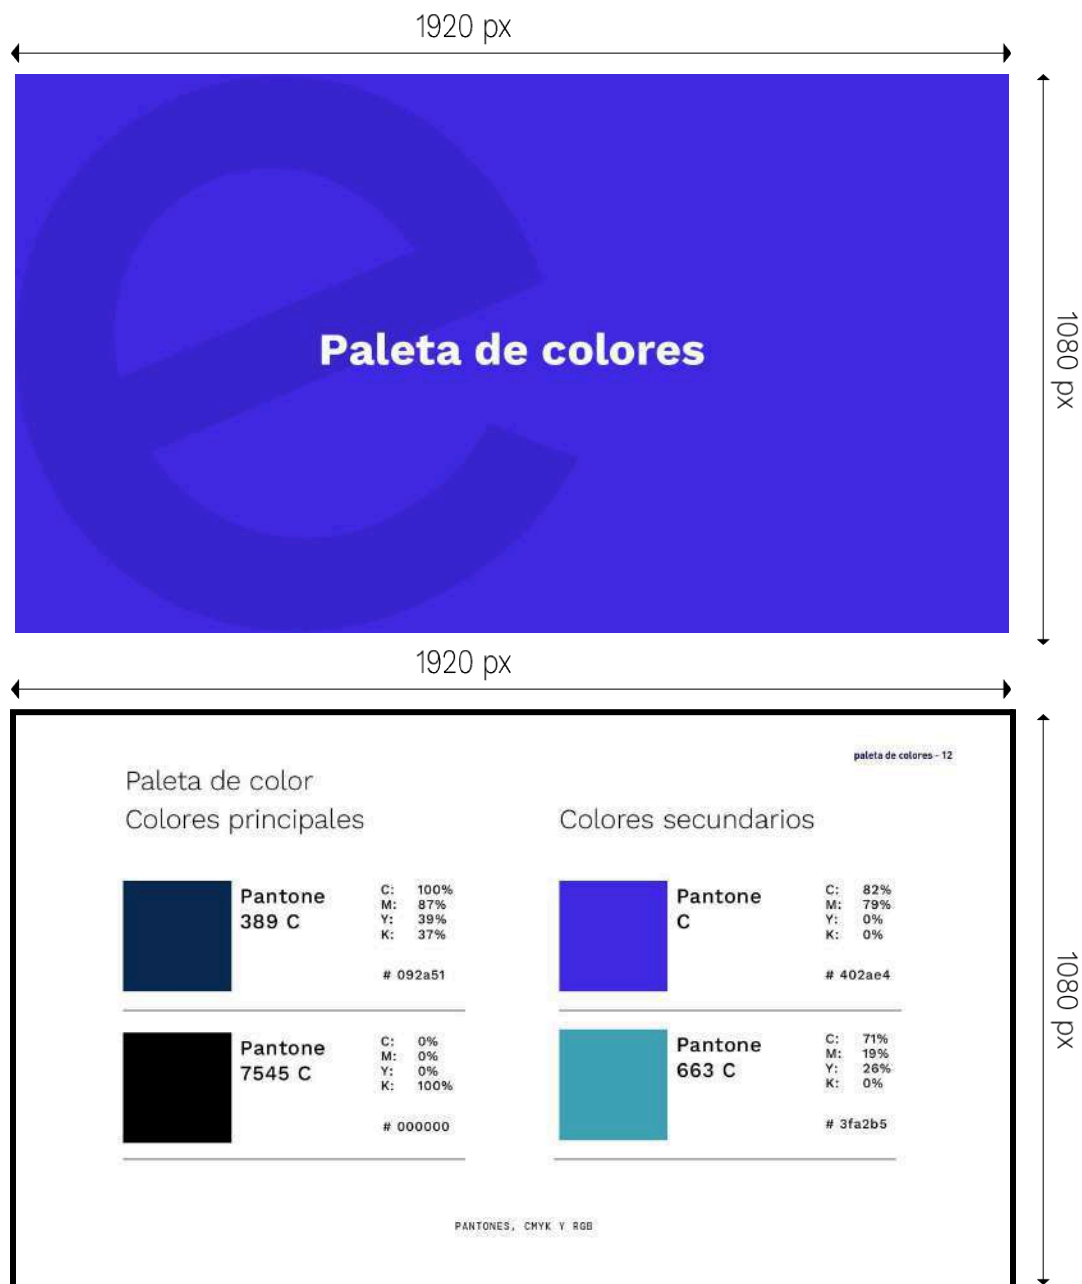 1920 px
Paleta de colores
1080 px
1920 px
paleta de colores - 12
Paleta de color
Colores principales
Pantone
389 C
C: 100%
M: 87%
Y: 39%
K: 37%
# 092a51
Pantone
7545 C
C: 0%
M: 0%
Y: 0%
K: 100%
# 000000
Colores secundarios
Pantone
C
C: 82%
M: 79%
Y: 0%
K: 0%
# 402ae4
Pantone
663 C
C: 71%
M: 19%
Y: 26%
K: 0%
# 3fa2b5
1080 px
PANTONES, CMYK Y RGB